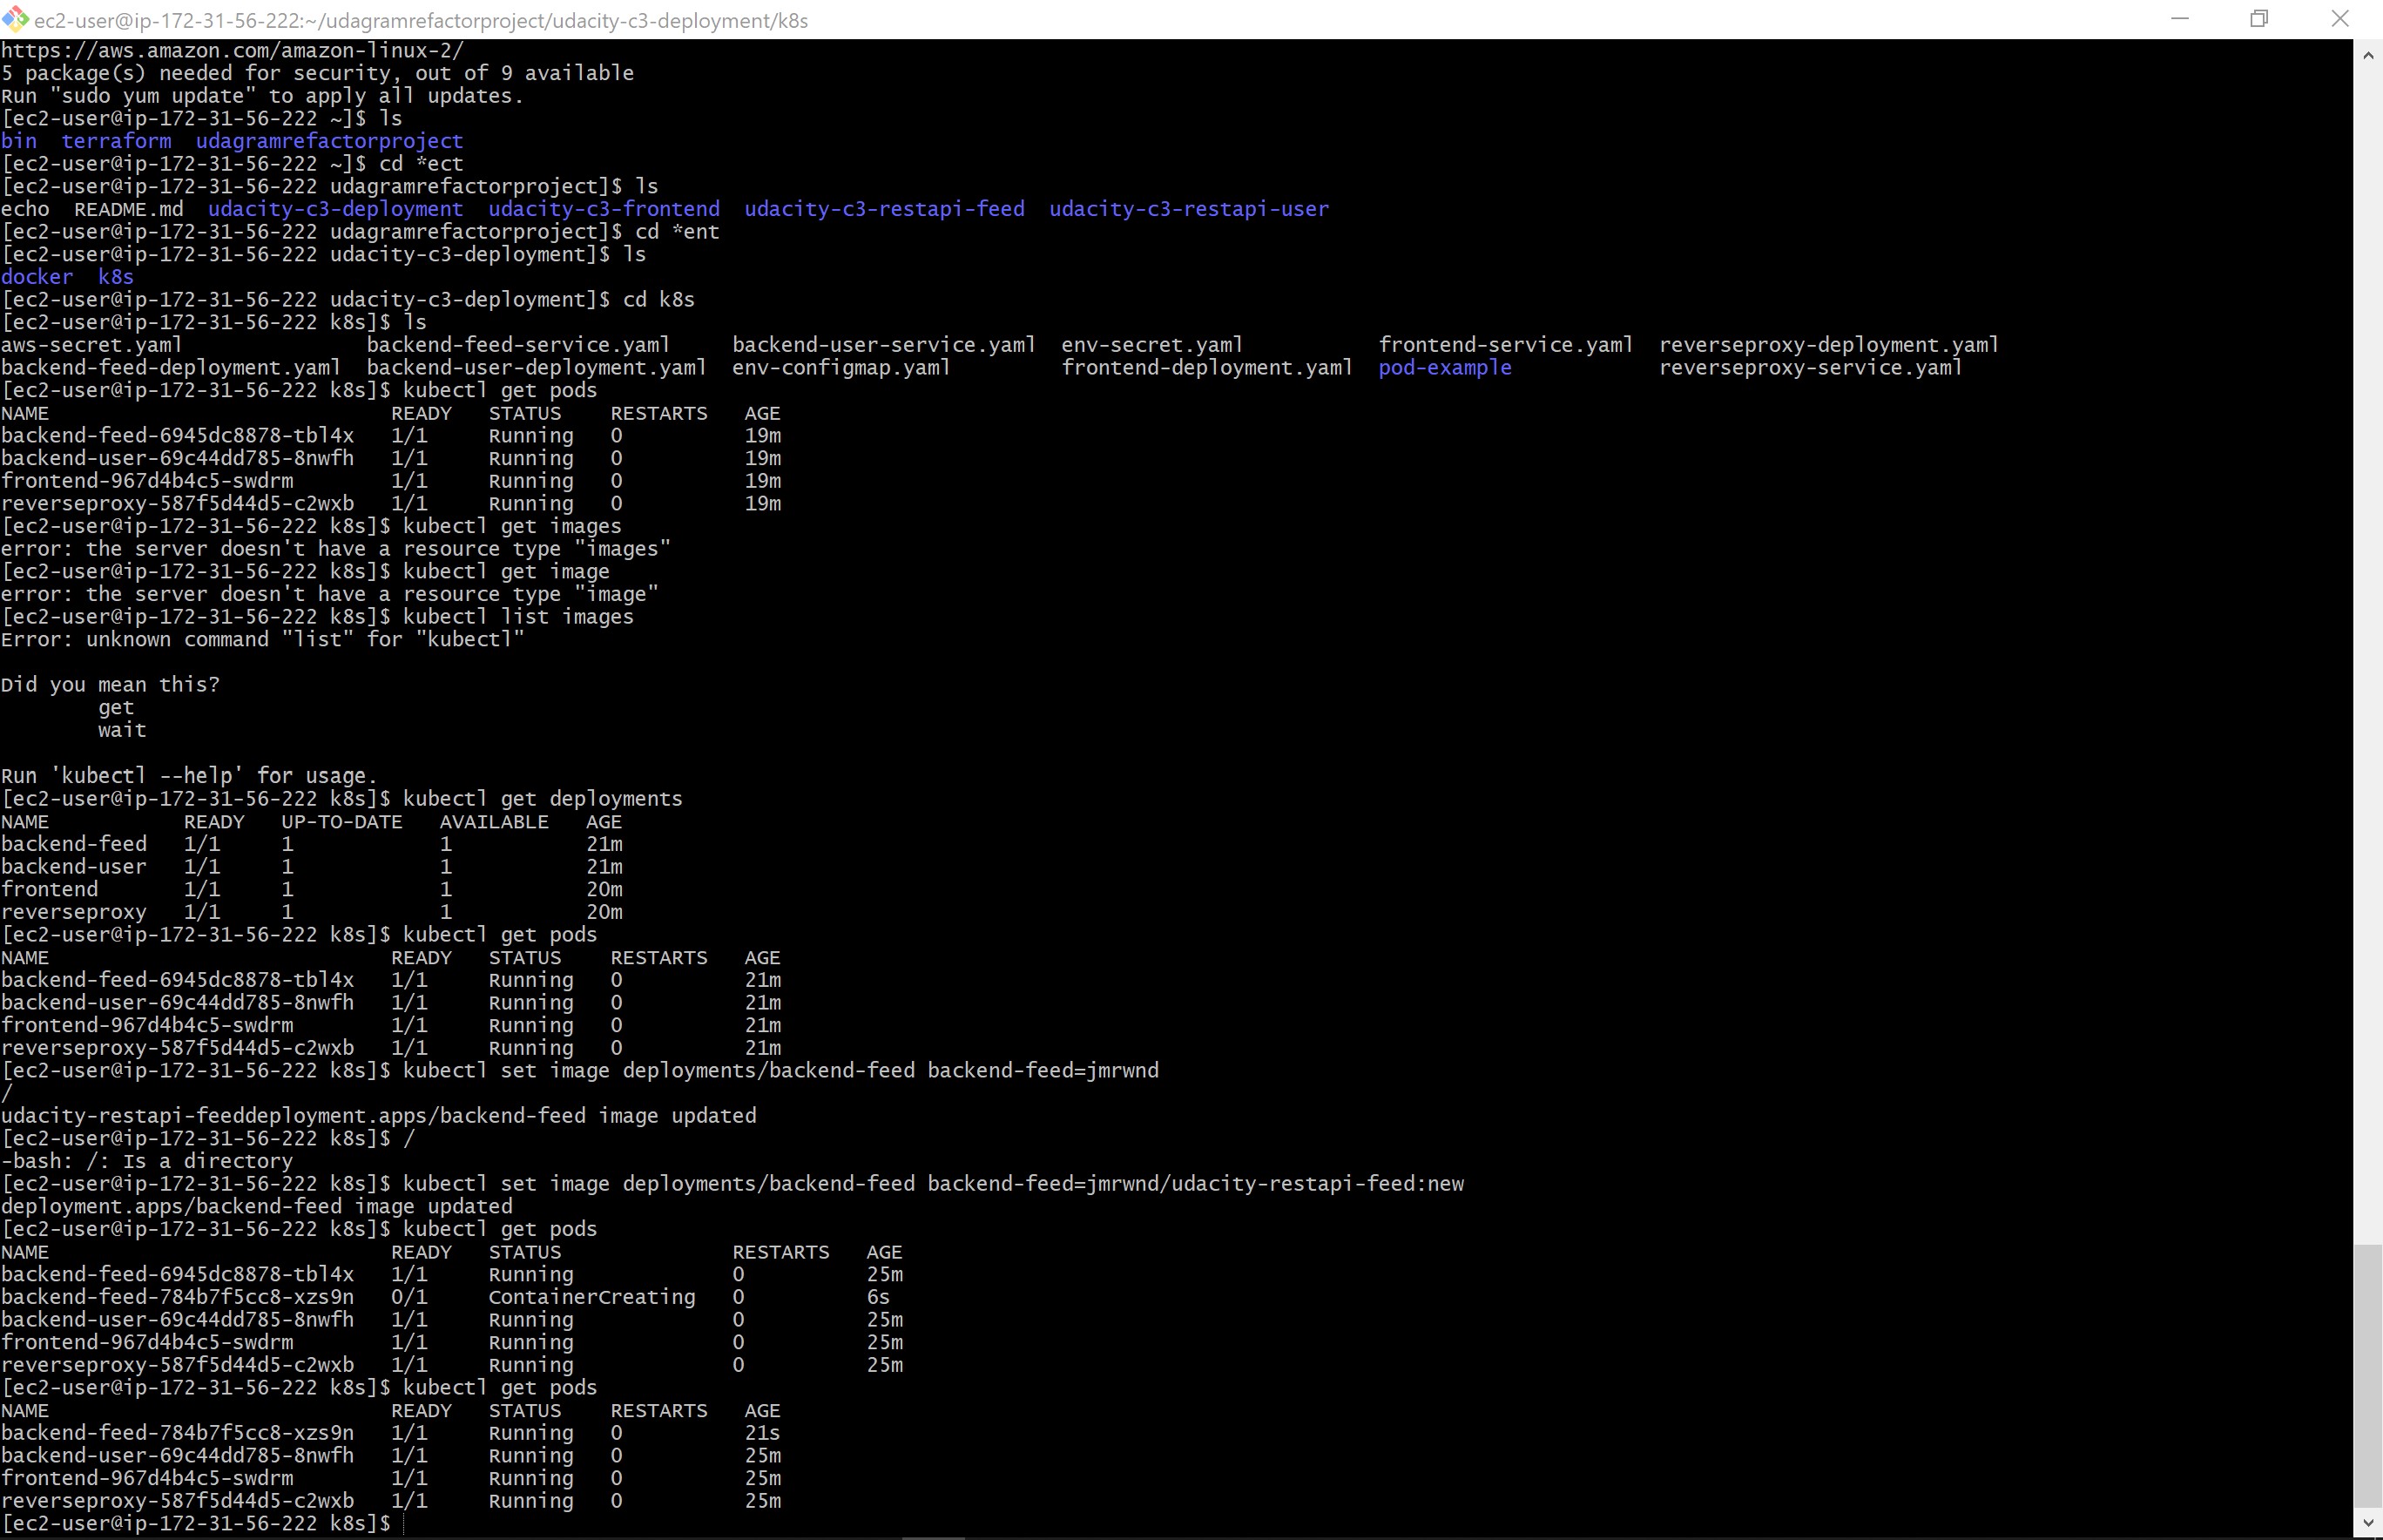 ec2-user@ip-172-31-56-222:~/udagramrefactorproject/udacity-c3-deployment/k8s
https://aws.amazon.com/amazon-linux-2/
5 package(s) needed for security, out of 9 available
Run "sudo yum update" to apply all updates.
[ec2-user@ip-172-31-56-222 ~]$ ls
bin  terraform  udagramrefactorproject
[ec2-user@ip-172-31-56-222 ~]$ cd *ect
[ec2-user@ip-172-31-56-222 udagramrefactorproject]$ ls
echo  README.md  udacity-c3-deployment  udacity-c3-frontend  udacity-c3-restapi-feed  udacity-c3-restapi-user
[ec2-user@ip-172-31-56-222 udagramrefactorproject]$ cd *ent
[ec2-user@ip-172-31-56-222 udacity-c3-deployment]$ ls
docker  k8s
[ec2-user@ip-172-31-56-222 udacity-c3-deployment]$ cd k8s
[ec2-user@ip-172-31-56-222 k8s]$ ls
aws-secret.yaml               backend-feed-service.yaml     backend-user-service.yaml  env-secret.yaml           frontend-service.yaml  reverseproxy-deployment.yaml
backend-feed-deployment.yaml  backend-user-deployment.yaml  env-configmap.yaml         frontend-deployment.yaml  pod-example            reverseproxy-service.yaml
[ec2-user@ip-172-31-56-222 k8s]$ kubectl get pods
NAME                            READY   STATUS    RESTARTS   AGE
backend-feed-6945dc8878-tbl4x   1/1     Running   0          19m
backend-user-69c44dd785-8nwfh   1/1     Running   0          19m
frontend-967d4b4c5-swdrm        1/1     Running   0          19m
reverseproxy-587f5d44d5-c2wxb   1/1     Running   0          19m
[ec2-user@ip-172-31-56-222 k8s]$ kubectl get images
error: the server doesn't have a resource type "images"
[ec2-user@ip-172-31-56-222 k8s]$ kubectl get image
error: the server doesn't have a resource type "image"
[ec2-user@ip-172-31-56-222 k8s]$ kubectl list images
Error: unknown command "list" for "kubectl"
Did you mean this?
        get
        wait
Run 'kubectl --help' for usage.
[ec2-user@ip-172-31-56-222 k8s]$ kubectl get deployments
NAME           READY   UP-TO-DATE   AVAILABLE   AGE
backend-feed   1/1     1            1           21m
backend-user   1/1     1            1           21m
frontend       1/1     1            1           20m
reverseproxy   1/1     1            1           20m
[ec2-user@ip-172-31-56-222 k8s]$ kubectl get pods
NAME                            READY   STATUS    RESTARTS   AGE
backend-feed-6945dc8878-tbl4x   1/1     Running   0          21m
backend-user-69c44dd785-8nwfh   1/1     Running   0          21m
frontend-967d4b4c5-swdrm        1/1     Running   0          21m
reverseproxy-587f5d44d5-c2wxb   1/1     Running   0          21m
[ec2-user@ip-172-31-56-222 k8s]$ kubectl set image deployments/backend-feed backend-feed=jmrwnd
/
udacity-restapi-feeddeployment.apps/backend-feed image updated
[ec2-user@ip-172-31-56-222 k8s]$ /
-bash: /: Is a directory
[ec2-user@ip-172-31-56-222 k8s]$ kubectl set image deployments/backend-feed backend-feed=jmrwnd/udacity-restapi-feed:new
deployment.apps/backend-feed image updated
[ec2-user@ip-172-31-56-222 k8s]$ kubectl get pods
NAME                            READY   STATUS              RESTARTS   AGE
backend-feed-6945dc8878-tbl4x   1/1     Running             0          25m
backend-feed-784b7f5cc8-xzs9n   0/1     ContainerCreating   0          6s
backend-user-69c44dd785-8nwfh   1/1     Running             0          25m
frontend-967d4b4c5-swdrm        1/1     Running             0          25m
reverseproxy-587f5d44d5-c2wxb   1/1     Running             0          25m
[ec2-user@ip-172-31-56-222 k8s]$ kubectl get pods
NAME                            READY   STATUS    RESTARTS   AGE
backend-feed-784b7f5cc8-xzs9n   1/1     Running   0          21s
backend-user-69c44dd785-8nwfh   1/1     Running   0          25m
frontend-967d4b4c5-swdrm        1/1     Running   0          25m
reverseproxy-587f5d44d5-c2wxb   1/1     Running   0          25m
[ec2-user@ip-172-31-56-222 k8s]$